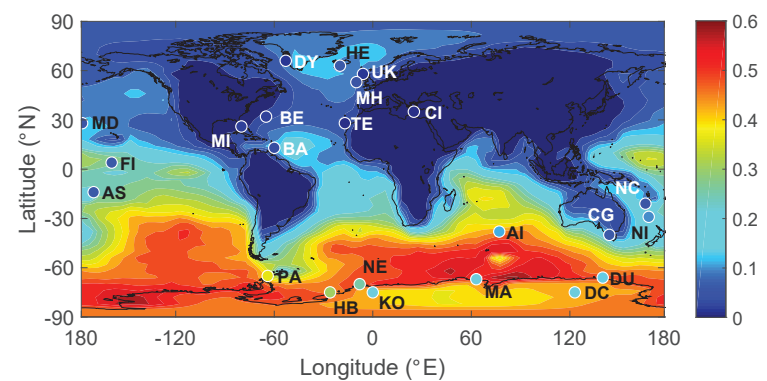 90
60
30
0
-30
-60
-90
Latitude (°N)
180
-120
-60
0
60
120
180
Longitude (°E)
DY
HE
UK
MH
MD
BE
TE
CI
MI
BA
FI
AS
NC
CG
NI
AI
PA
NE
HB
KO
MA
DC
DU
0.6
0.5
0.4
0.3
0.2
0.1
0